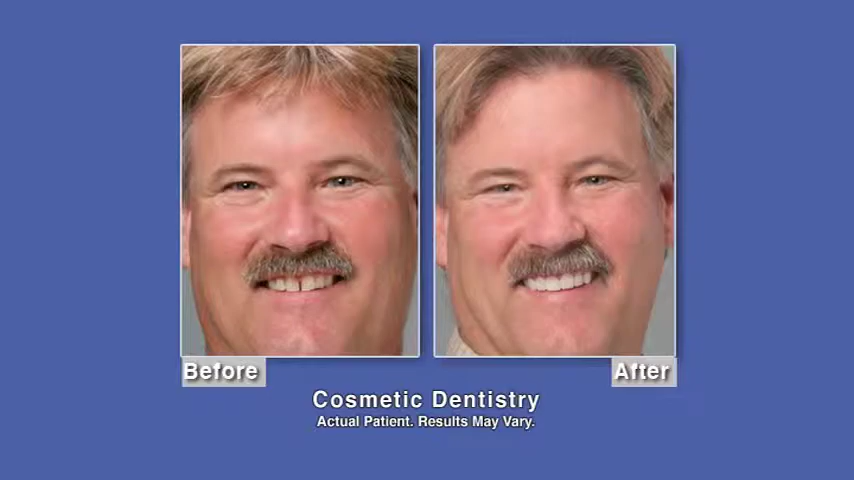 Before
After
Cosmetic Dentistry
Actual Patient. Results May Vary.